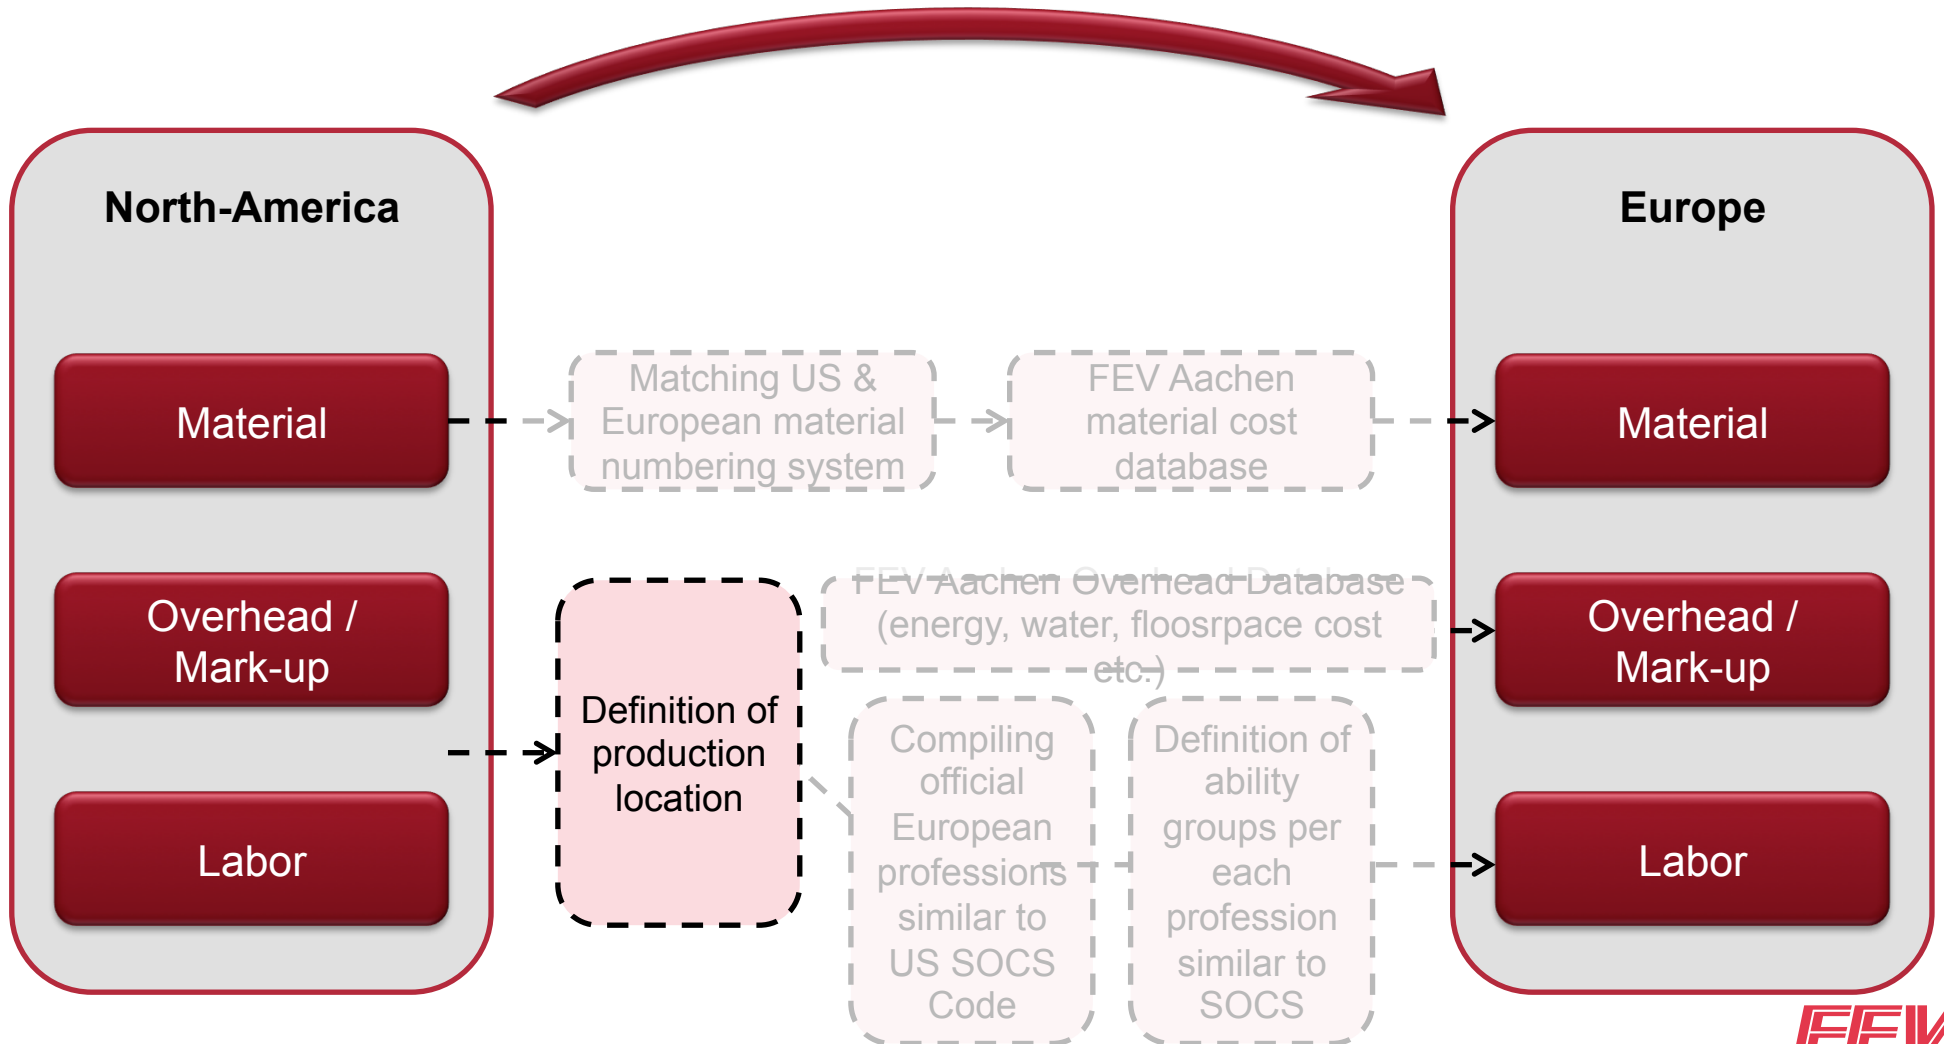 North-America
Europe
Material
Matching US &
European material
numbering system
FEV Aachen
material cost
database
Material
Overhead /
Mark-up
Definition of
production
location
FEV Aachen Overhead Database
(energy, water, floosrpace cost
etc.)
Overhead /
Mark-up
Labor
Compiling
official
European
professions
similar to
US SOCS
Code
Definition of
ability
groups per
each
profession
similar to
SOCS
Labor
FEV